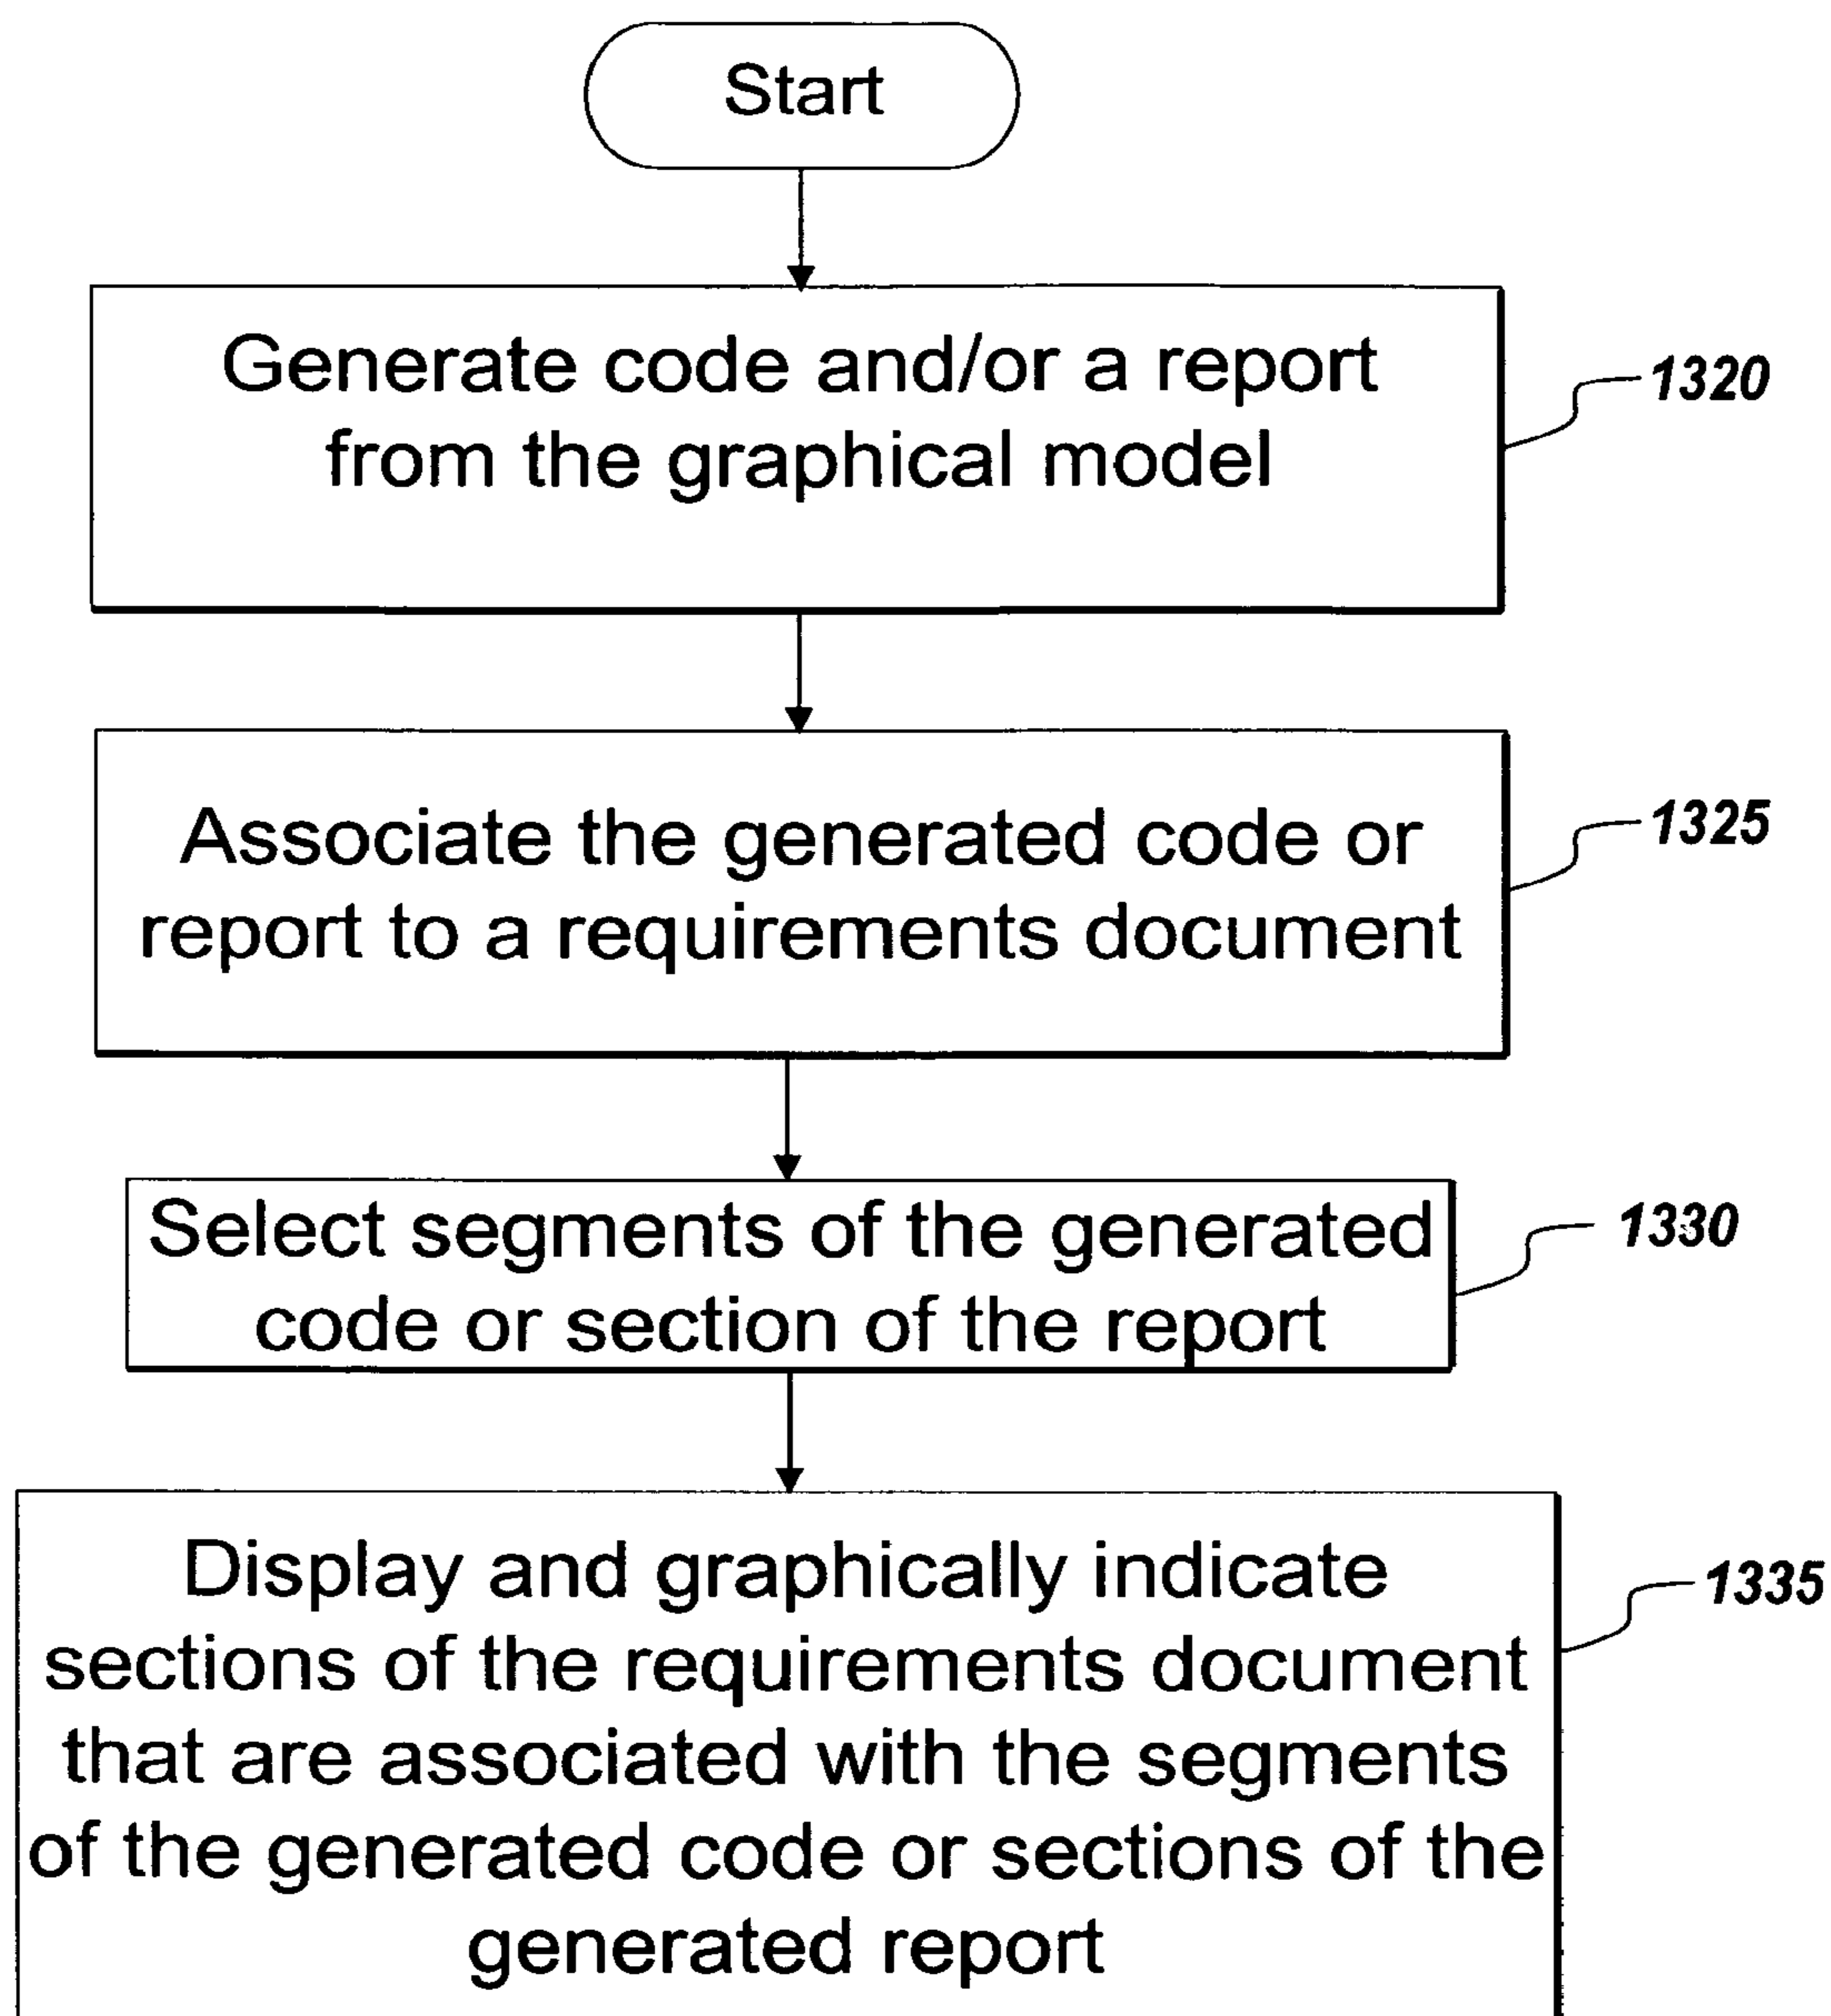 Start
Generate code and/or a report
from the graphical model
1320
Associate the generated code or
report to a requirements document
1325
Select segments of the generated
code or section of the report
1330
Display and graphically indicate
sections of the requirements document
that are associated with the segments
of the generated code or sections of the
generated report
1335